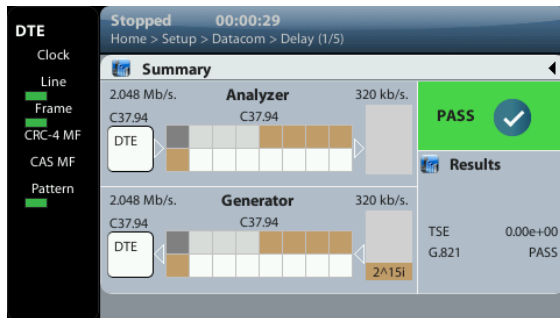 DTE
Clock
Line
Frame
CRC-4 MF
CAS MF
Pattern
Stopped 00:00:29
Home > Setup > Datacom > Delay (1/5)
Summary
2.048 Mb/s. Analyzer 320 kb/s.
C37.94 C37.94
DTE
2.048 Mb/s. Generator 320 kb/s.
C37.94 C37.94
DTE
2^15i
PASS
Results
TSE 0.00e+00
G.821 PASS